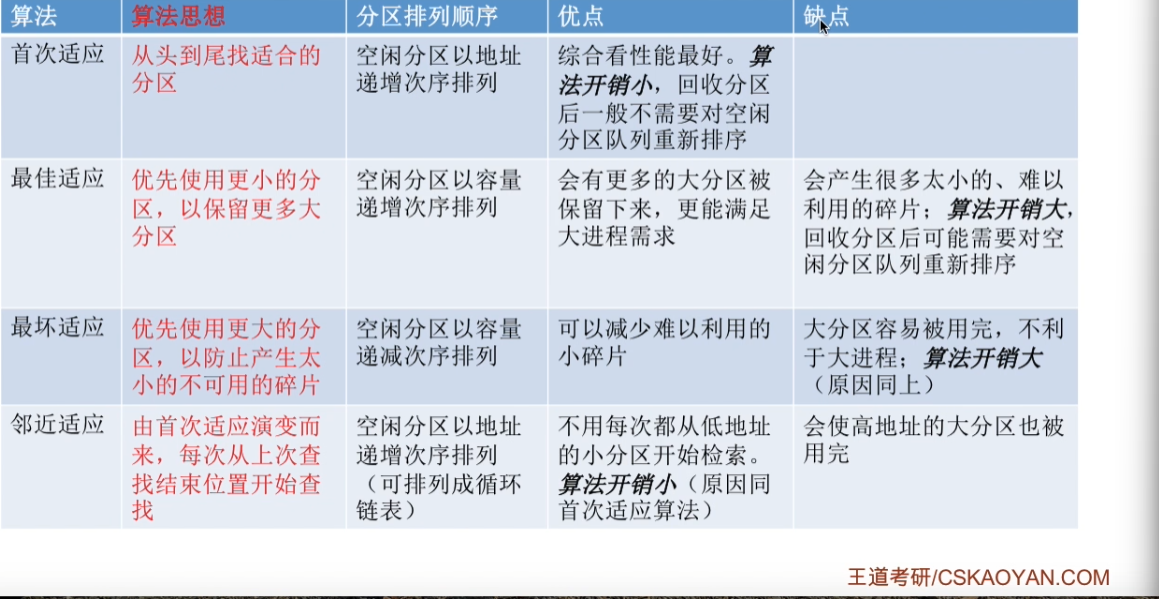 算法
算法思想
分区排列顺序
优点
缺点
首次适应
从头到尾找适合的
分区
空闲分区以地址
递增次序排列
综合看性能最好。算
法开销小，回收分区
后一般不需要对空闲
分区队列重新排序
最佳适应
优先使用更小的分
区，以保留更多大
分区
空闲分区以容量
递增次序排列
会有更多的大分区被
保留下来，更能满足
大进程需求
会产生很多太小的、难以
利用的碎片；算法开销大，
回收分区后可能需要对空
闲分区队列重新排序
最坏适应
优先使用更大的分
区，以防止产生太
小的不可用的碎片
空闲分区以容量
递减次序排列
可以减少难以利用的
小碎片
大分区容易被用完，不利
于大进程；算法开销大
（原因同上）
邻近适应
由首次适应演变而
来，每次从上次查
找结束位置开始查
找
空闲分区以地址
递增次序排列
（可排列成循环
链表）
不用每次都从低地址
的小分区开始检索。
算法开销小（原因同
首次适应算法）
会使高地址的大分区也被
用完
王道考研/CSKAOYAN.COM